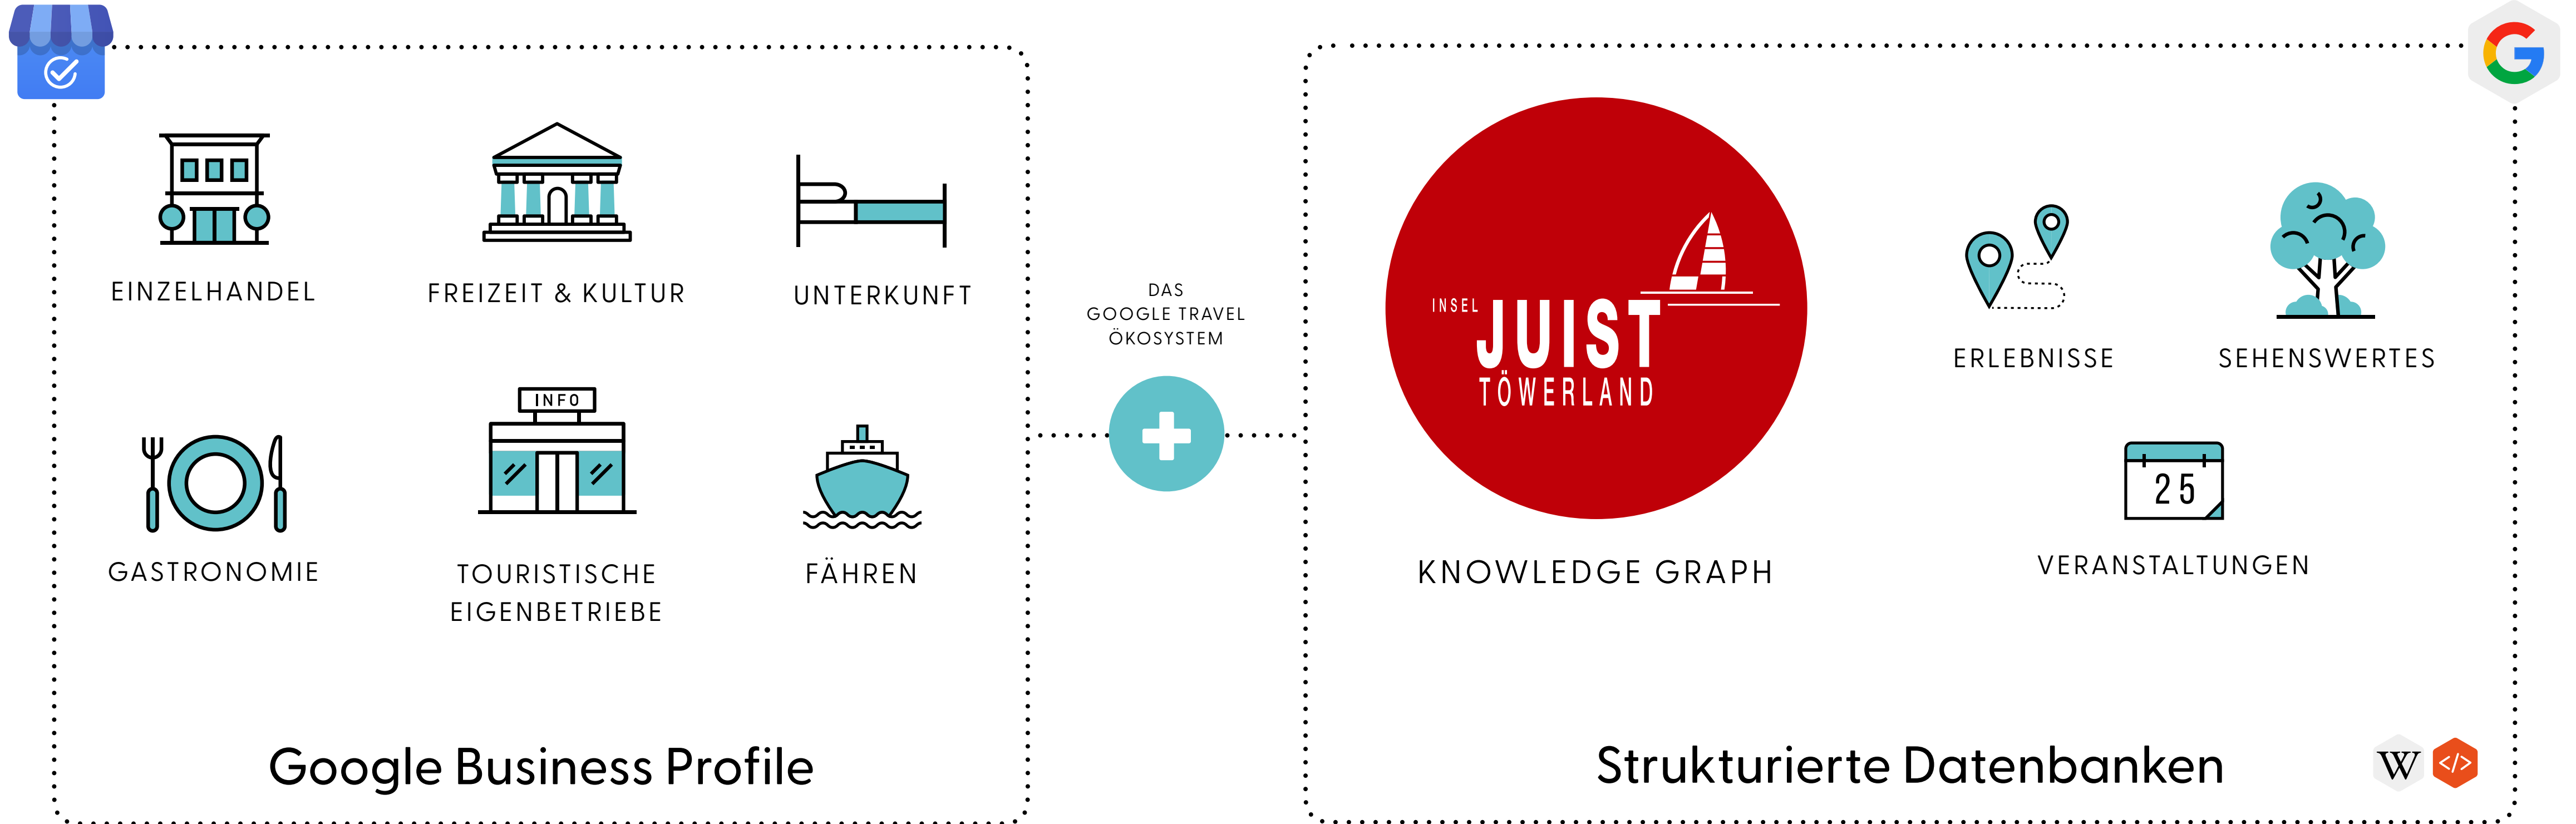 EINZELHANDEL
FREIZEIT & KULTUR
UNTERKUNFT
INFO
GASTRONOMIE
TOURISTISCHE
EIGENBETRIEBE
FÄHREN
Google Business Profile
DAS
GOOGLE TRAVEL
ÖKOSYSTEM
INSEL
JUIST
TÖWERLAND
KNOWLEDGE GRAPH
ERLEBNISSE
SEHENSWERTES
25
VERANSTALTUNGEN
Strukturierte Datenbanken
W
</>